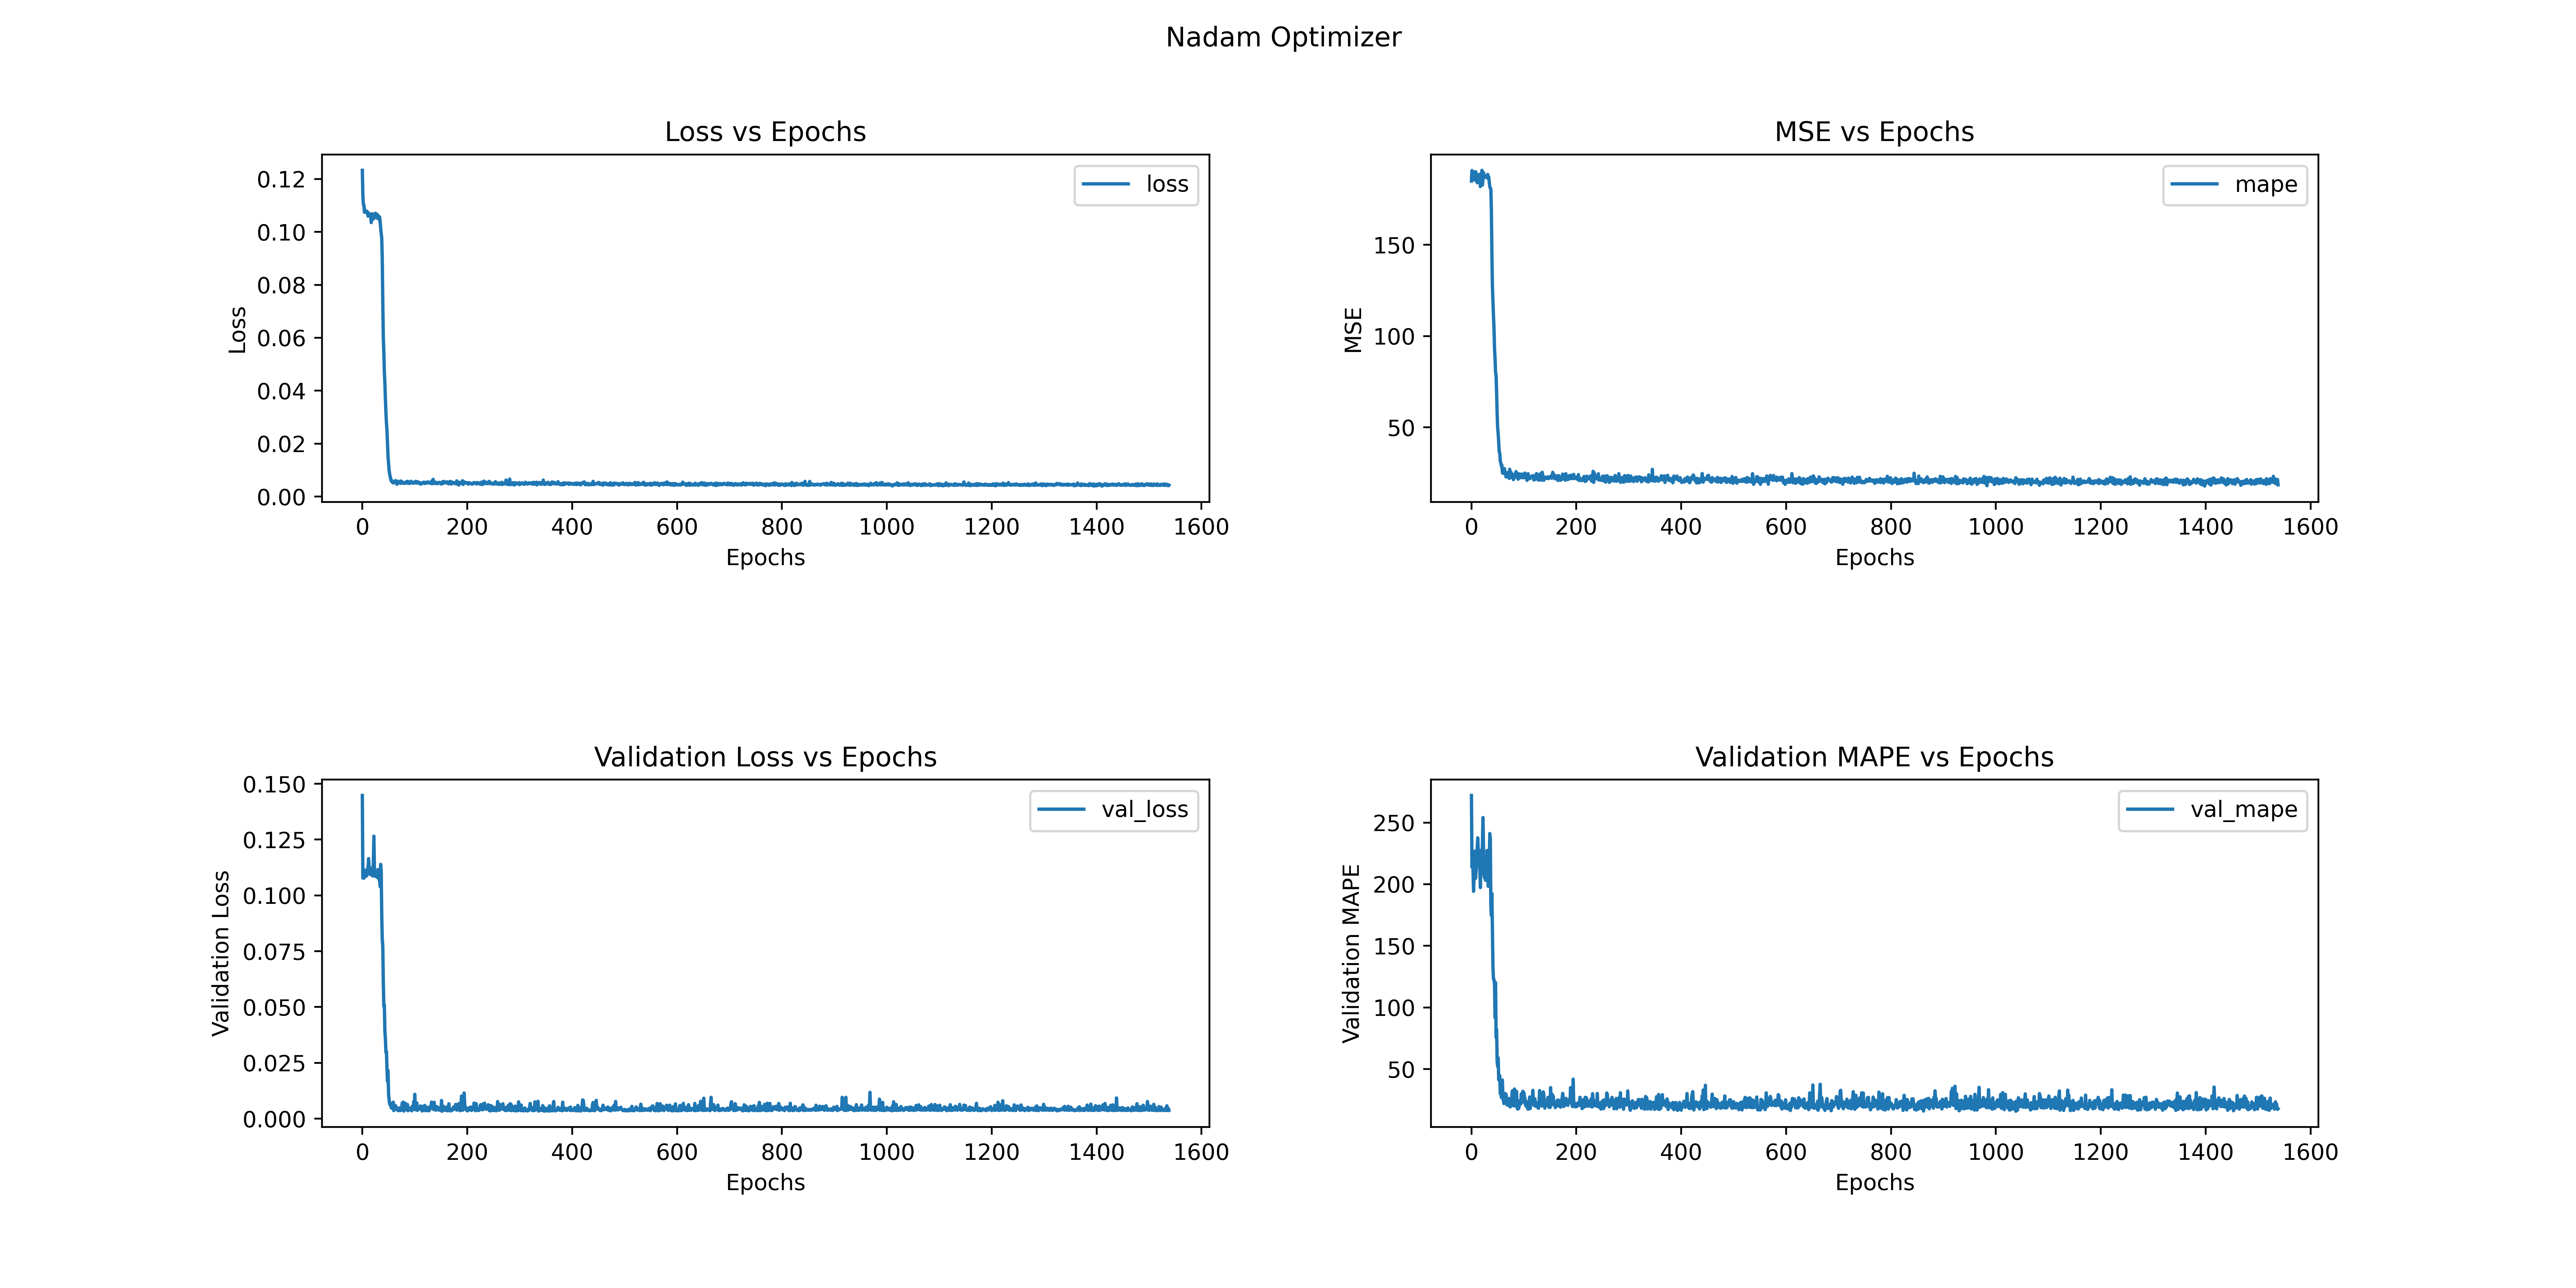 Nadam Optimizer
Loss vs Epochs
loss
0.12
0.10
0.08
0.06
0.04
0.02
0.00
Loss
0 200 400 600 800 1000 1200 1400 1600
Epochs
MSE vs Epochs
mape
150
100
50
MSE
0 200 400 600 800 1000 1200 1400 1600
Epochs
Validation Loss vs Epochs
val_loss
0.150
0.125
0.100
0.075
0.050
0.025
0.000
Validation Loss
0 200 400 600 800 1000 1200 1400 1600
Epochs
Validation MAPE vs Epochs
val_mape
250
200
150
100
50
Validation MAPE
0 200 400 600 800 1000 1200 1400 1600
Epochs